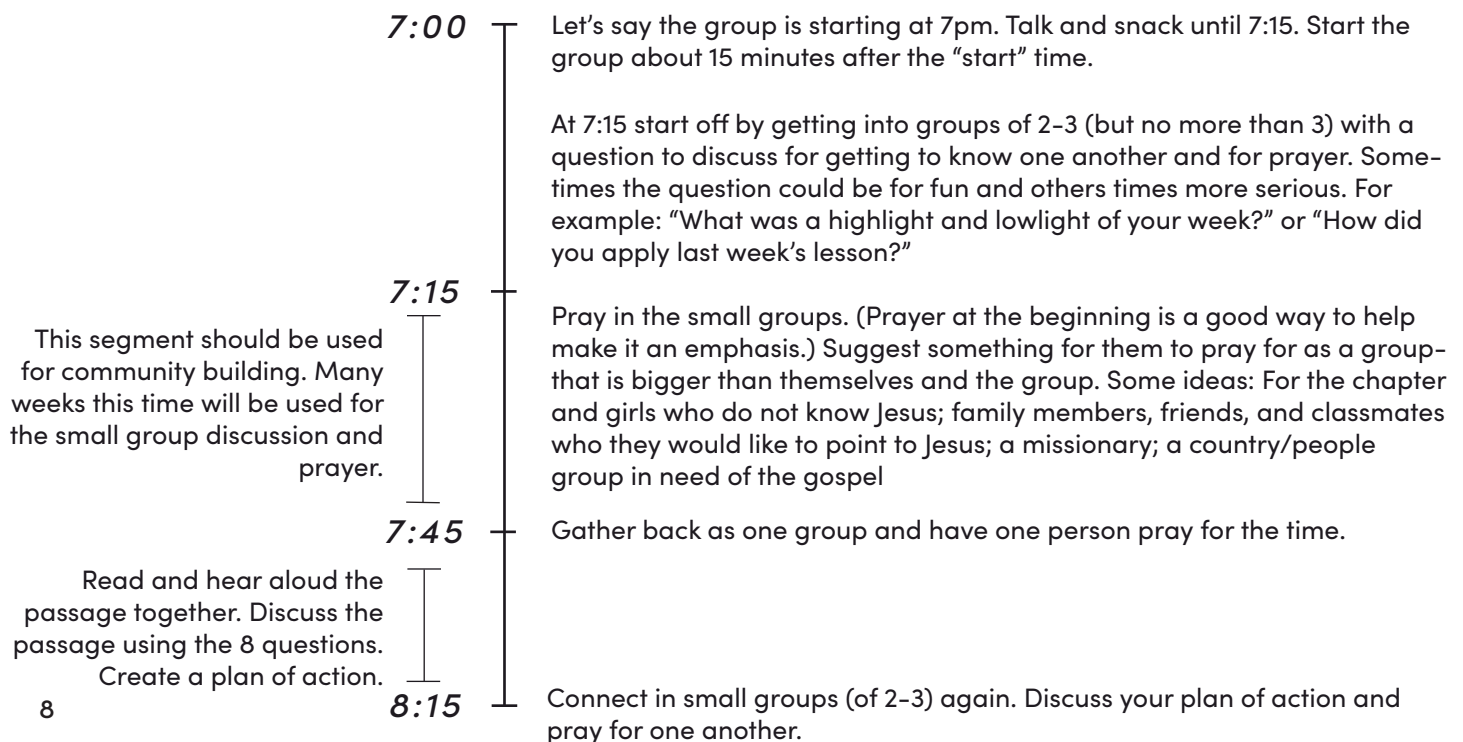 7:00
Let's say the group is starting at 7pm. Talk and snack until 7:15. Start the
group about 15 minutes after the “start” time.
At 7:15 start off by getting into groups of 2-3 (but no more than 3) with a
question to discuss for getting to know one another and for prayer. Some-
times the question could be for fun and others times more serious. For
example: “What was a highlight and lowlight of your week?” or “How did
you apply last week’s lesson?”
7:15
This segment should be used
for community building. Many
weeks this time will be used for
the small group discussion and
prayer.
Pray in the small groups. (Prayer at the beginning is a good way to help
make it an emphasis.) Suggest something for them to pray for as a group-
that is bigger than themselves and the group. Some ideas: For the chapter
and girls who do not know Jesus; family members, friends, and classmates
who they would like to point to Jesus; a missionary; a country/people
group in need of the gospel
7:45
Gather back as one group and have one person pray for the time.
Read and hear aloud the
passage together. Discuss the
passage using the 8 questions.
Create a plan of action.
8:15
Connect in small groups (of 2-3) again. Discuss your plan of action and
pray for one another.
8